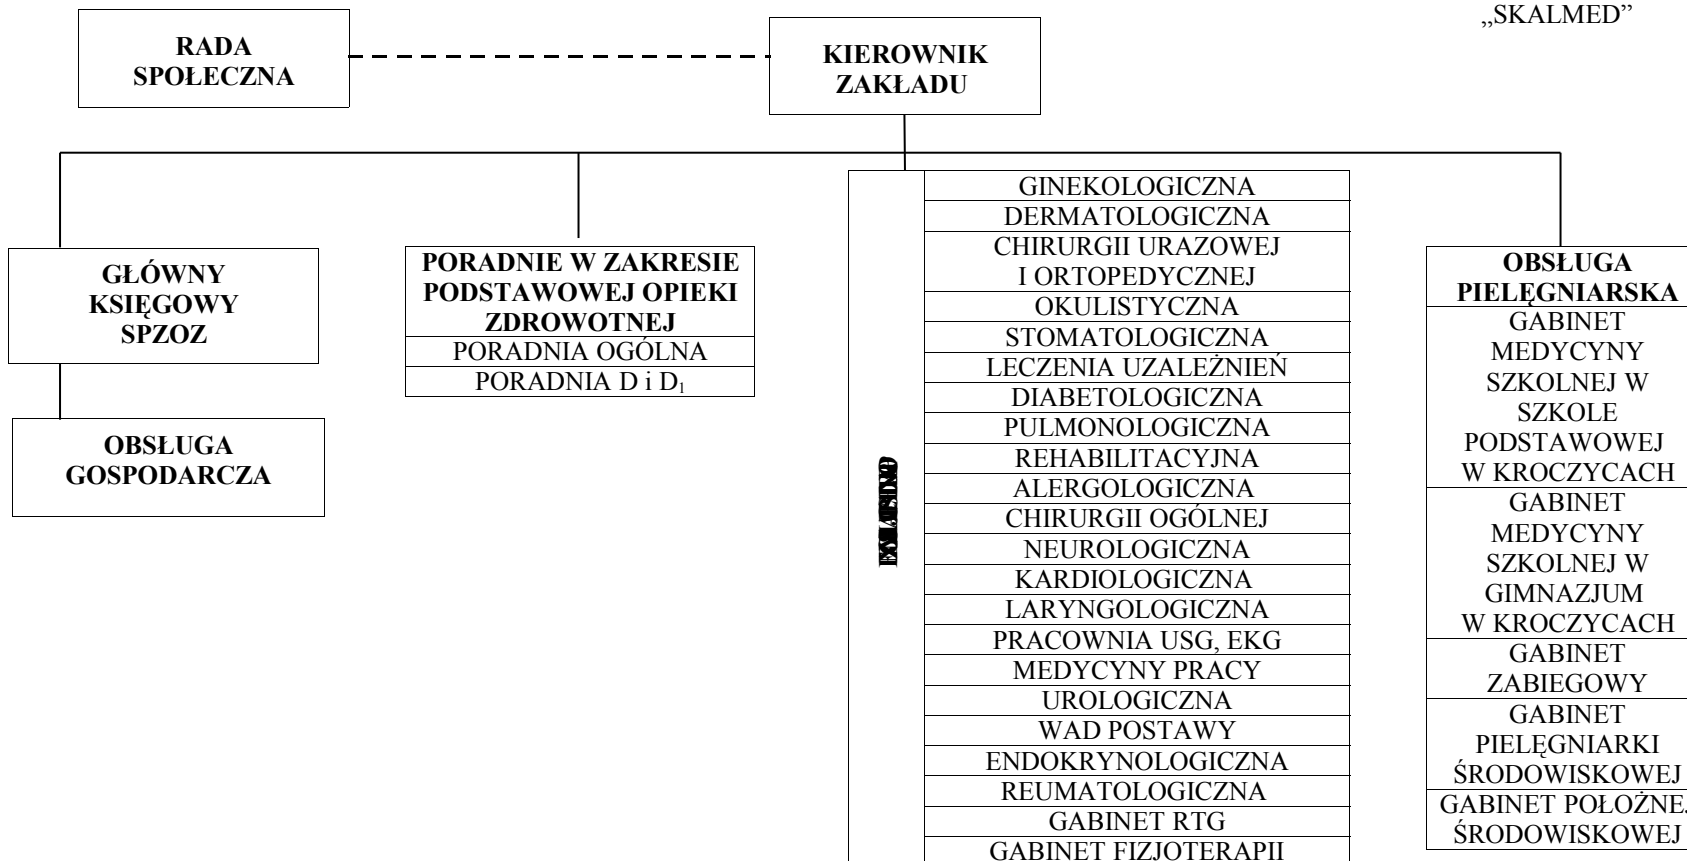 „SKALMED”
RADA
SPOŁECZNA
KIEROWNIK
ZAKŁADU
GŁÓWNY
KSIĘGOWY
SPZOZ
OBSŁUGA
GOSPODARCZA
PORADNIE W ZAKRESIE
PODSTAWOWEJ OPIEKI
ZDROWOTNEJ
PORADNIA OGÓLNA
PORADNIA D i D₁
GINEKOLOGICZNA
DERMATOLOGICZNA
CHIRURGII URAZOWEJ
I ORTOPEDYCZNEJ
OKULISTYCZNA
STOMATOLOGICZNA
LECZENIA UZALEŻNIEŃ
DIABETOLOGICZNA
PULMONOLOGICZNA
REHABILITACYJNA
ALERGOLOGICZNA
CHIRURGII OGÓLNEJ
NEUROLOGICZNA
KARDIOLOGICZNA
LARYNGOLOGICZNA
PRACOWNIA USG, EKG
MEDYCYNY PRACY
UROLOGICZNA
WAD POSTAWY
ENDOKRYNOLOGICZNA
REUMATOLOGICZNA
GABINET RTG
GABINET FIZJOTERAPII
OBSŁUGA
PIELĘGNIARSKA
GABINET
MEDYCYNY
SZKOLNEJ W
SZKOLE
PODSTAWOWEJ
W KROCZYCACH
GABINET
MEDYCYNY
SZKOLNEJ W
GIMNAZJUM
W KROCZYCACH
GABINET
ZABIEGOWY
GABINET
PIELĘGNIARKI
ŚRODOWISKOWEJ
GABINET POŁOŻNEJ
ŚRODOWISKOWEJ